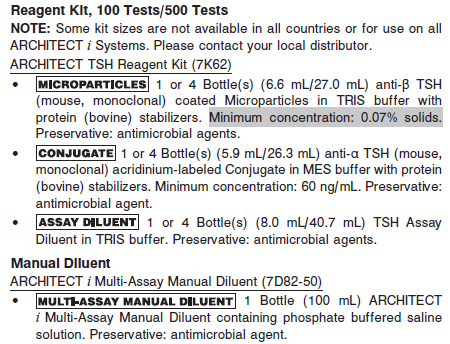 Reagent Kit, 100 Tests/500 Tests
NOTE: Some kit sizes are not available in all countries or for use on all
ARCHITECT i Systems. Please contact your local distributor.
ARCHITECT TSH Reagent Kit (7K62)
• MICROPARTICLES 1 or 4 Bottle(s) (6.6 mL/27.0 mL) anti-β TSH
(mouse, monoclonal) coated Microparticles in TRIS buffer with
protein (bovine) stabilizers. Minimum concentration: 0.07% solids.
Preservative: antimicrobial agents.
• CONJUGATE 1 or 4 Bottle(s) (5.9 mL/26.3 mL) anti-α TSH (mouse,
monoclonal) acridinium-labeled Conjugate in MES buffer with protein
(bovine) stabilizers. Minimum concentration: 60 ng/mL. Preservative:
antimicrobial agent.
• ASSAY DILUENT 1 or 4 Bottle(s) (8.0 mL/40.7 mL) TSH Assay
Diluent in TRIS buffer. Preservative: antimicrobial agents.
Manual Diluent
ARCHITECT i Multi-Assay Manual Diluent (7D82-50)
• MULTI-ASSAY MANUAL DILUENT 1 Bottle (100 mL) ARCHITECT
i Multi-Assay Manual Diluent containing phosphate buffered saline
solution. Preservative: antimicrobial agent.